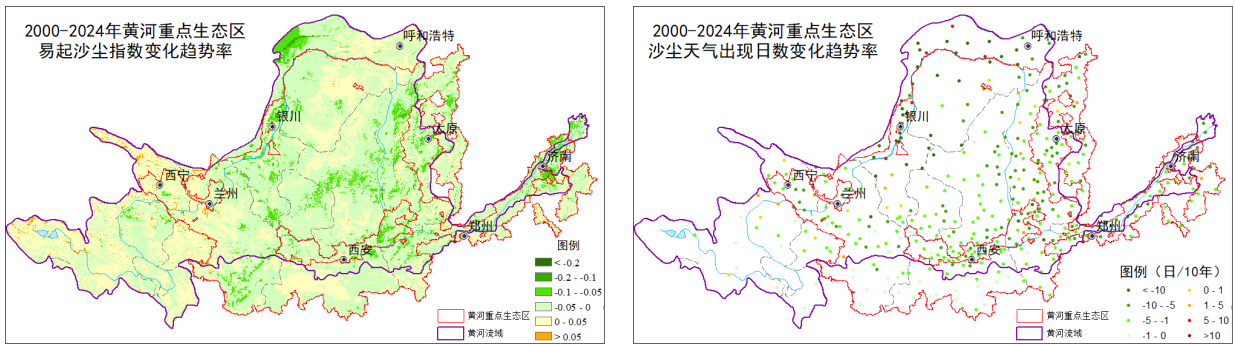 2000-2024年黄河重点生态区
易起沙尘指数变化趋势率
呼和浩特
银川
太原
济南
西宁
兰州
郑州
西安
图例
< -0.2
-0.2 - -0.1
-0.1 - -0.05
-0.05 - 0
0 - 0.05
> 0.05
黄河重点生态区
黄河流域
2000-2024年黄河重点生态区
沙尘天气出现日数变化趋势率
呼和浩特
银川
太原
济南
西宁
兰州
郑州
西安
图例（日/10年）
< -10
-10 - -5
-5 - -1
-1 - 0
0 - 1
1 - 5
5 - 10
>10
黄河重点生态区
黄河流域